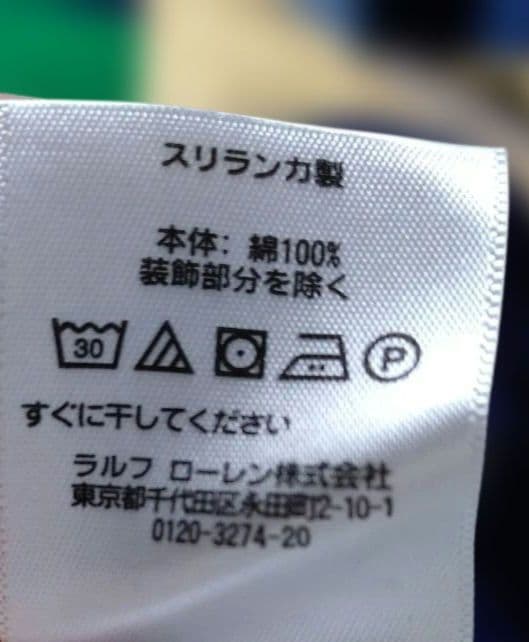 スリランカ製
本体: 綿100%
装飾部分を除く
30 P
すぐに干してください
ラルフ ローレン株式会社
東京都千代田区永田町2-10-1
0120-3274-20